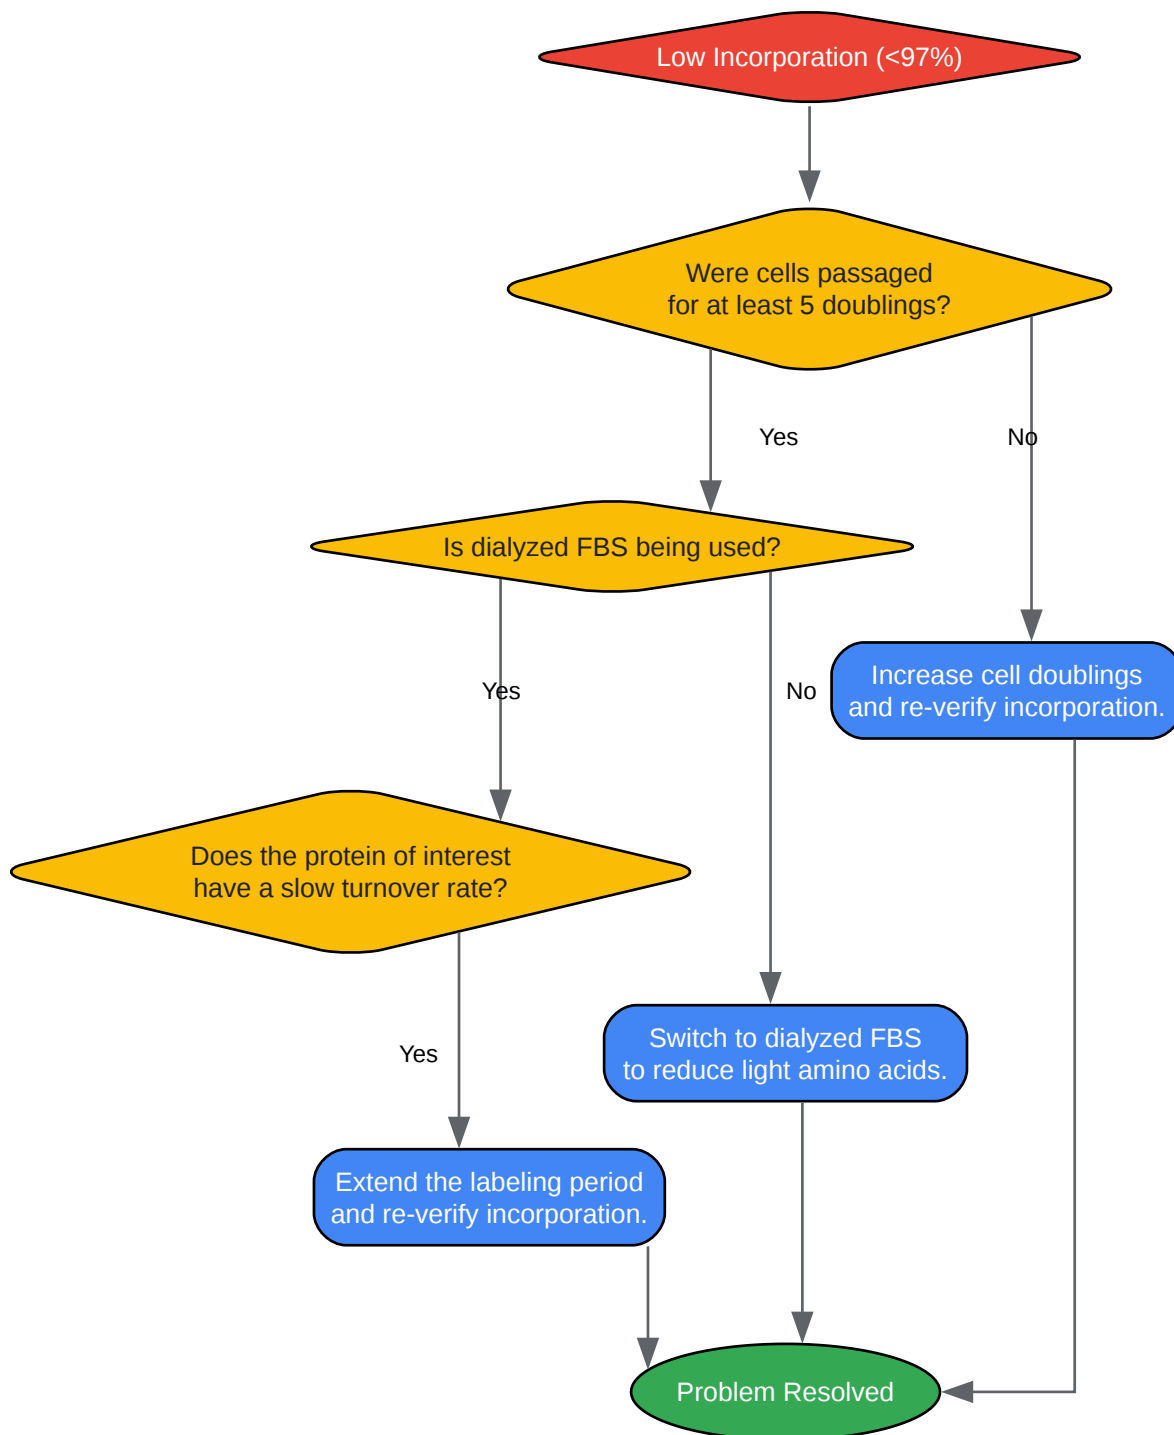 Low Incorporation (<97%)
Were cells passaged
for at least 5 doublings?
Yes
No
Is dialyzed FBS being used?
Increase cell doublings
and re-verify incorporation.
Yes
No
Does the protein of interest
have a slow turnover rate?
Switch to dialyzed FBS
to reduce light amino acids.
Yes
Extend the labeling period
and re-verify incorporation.
Problem Resolved